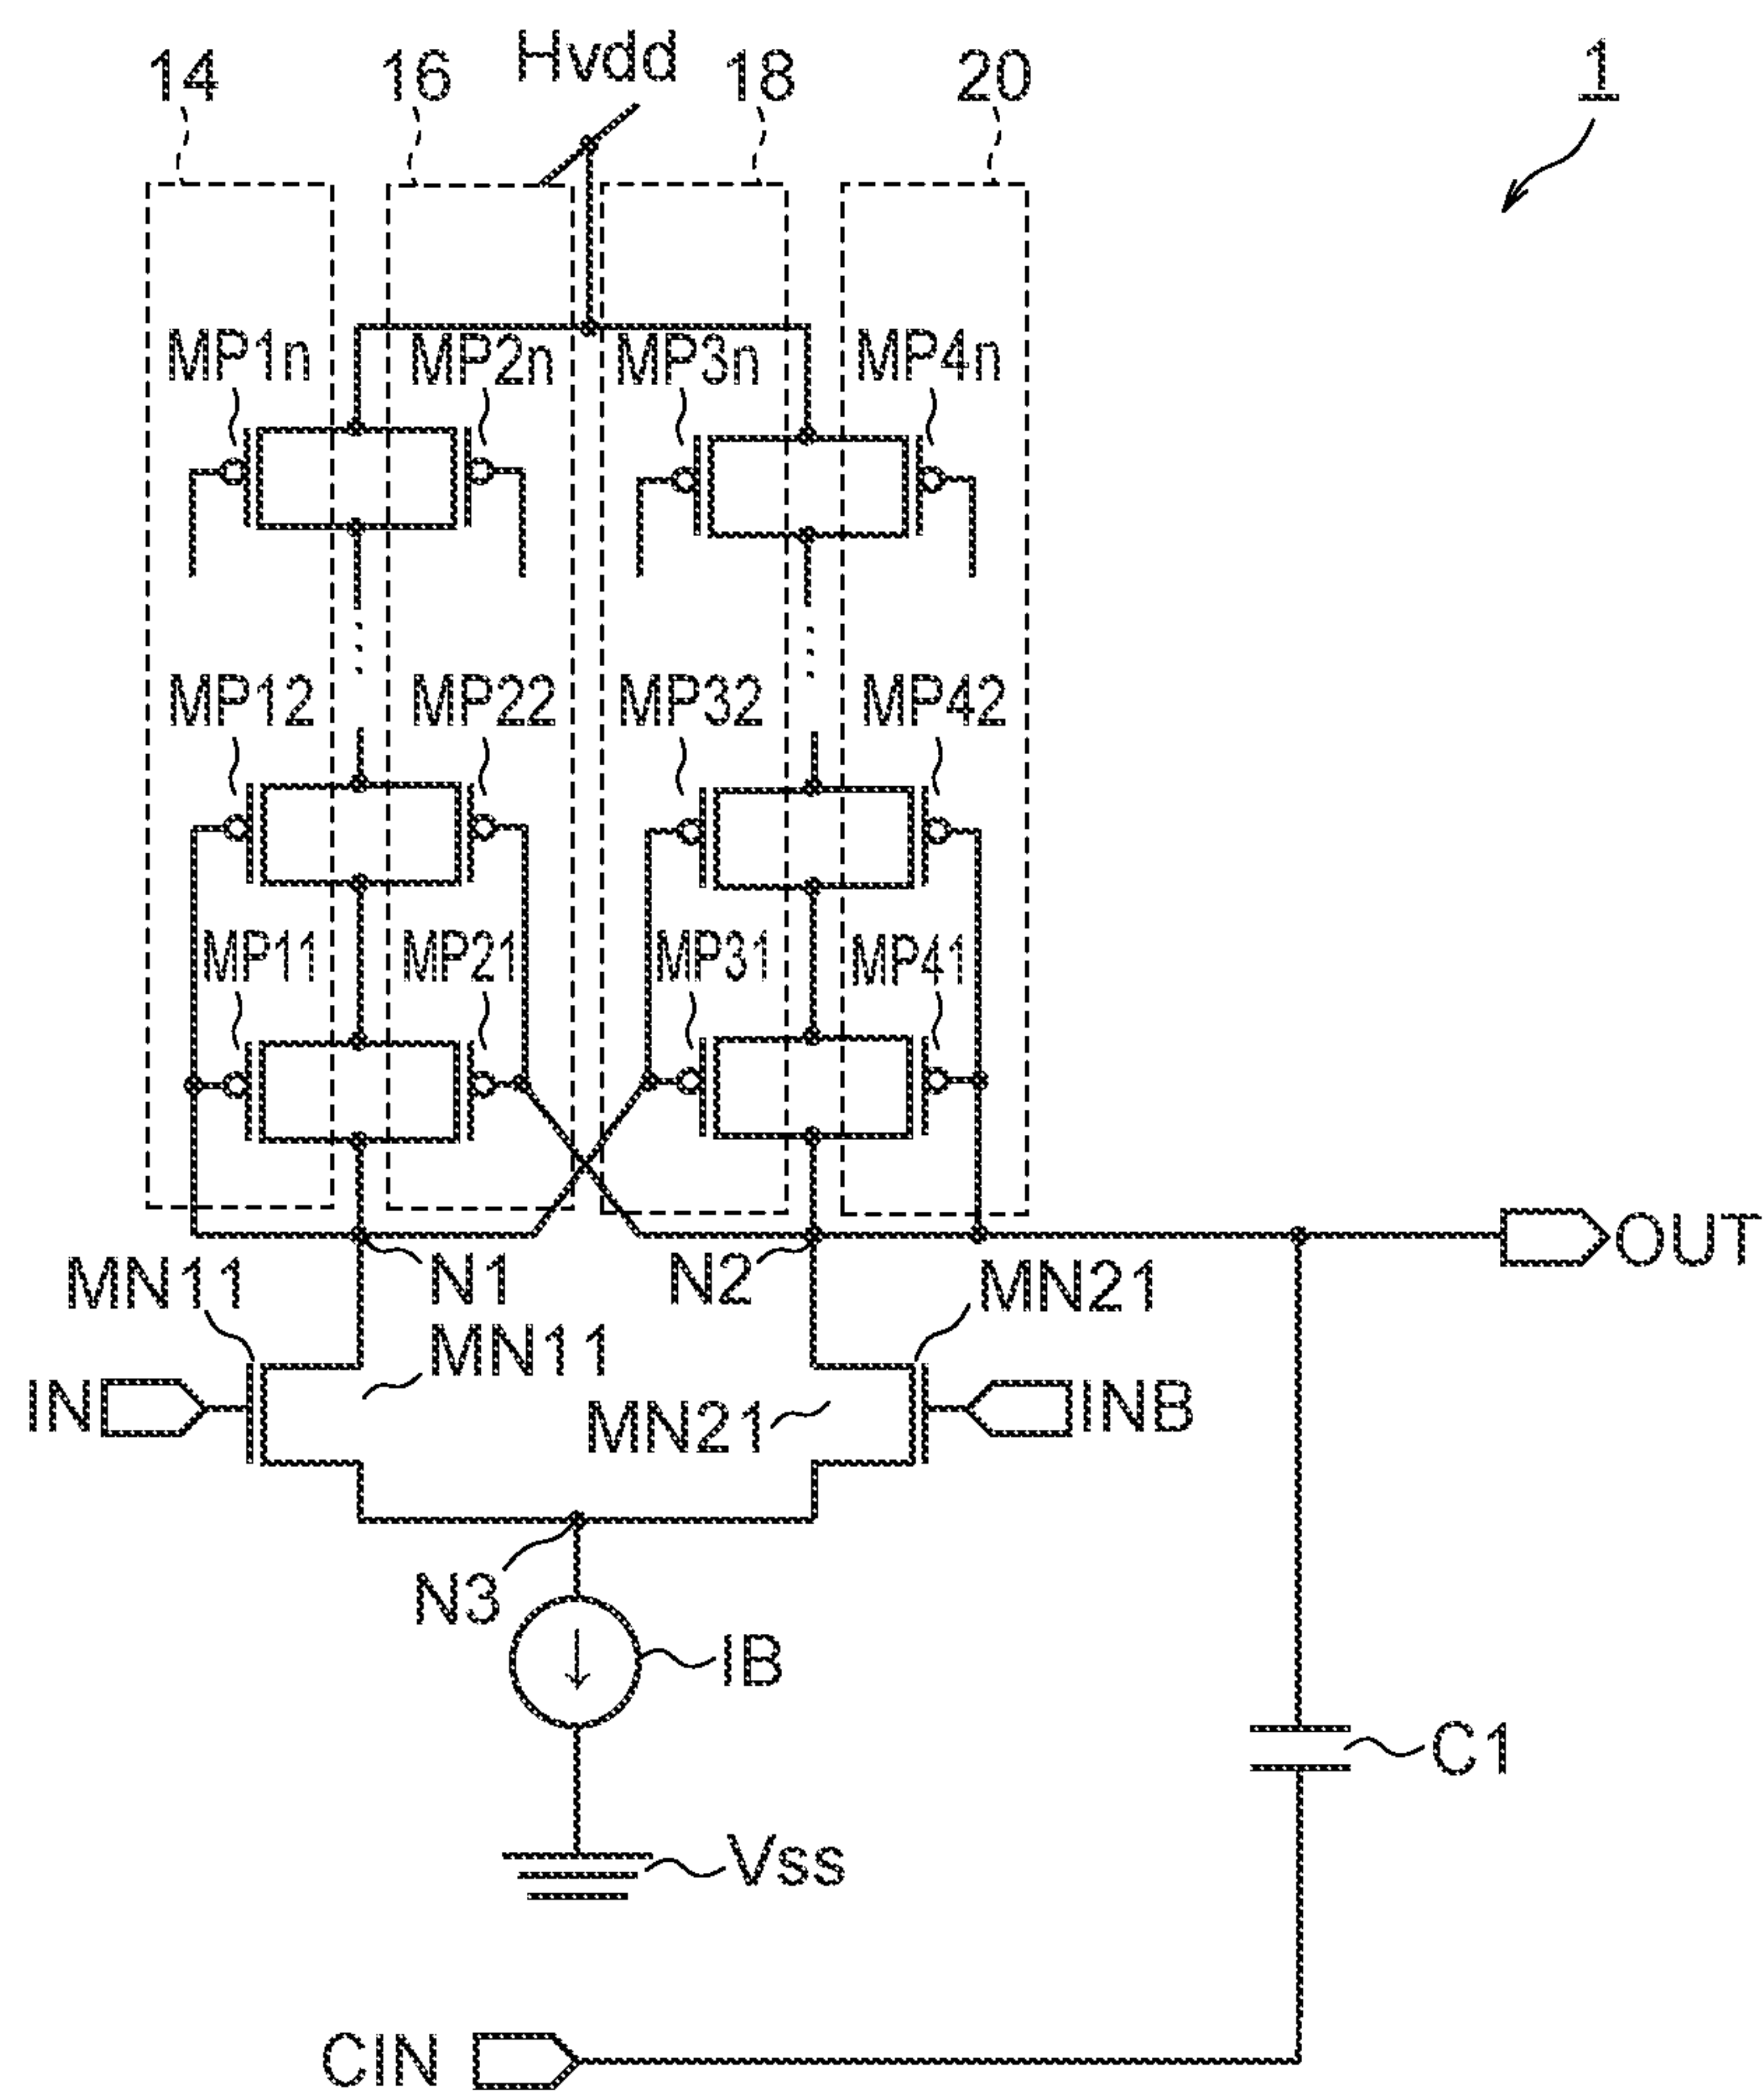 14 16 Hvdd 18 20 1
MP1n MP2n MP3n MP4n
MP12 MP22 MP32 MP42
MP11 MP21 MP31 MP41
MN11 N1 N2 MN21 OUT
MN11
IN MN21 INB
N3
IB
C1
Vss
CIN